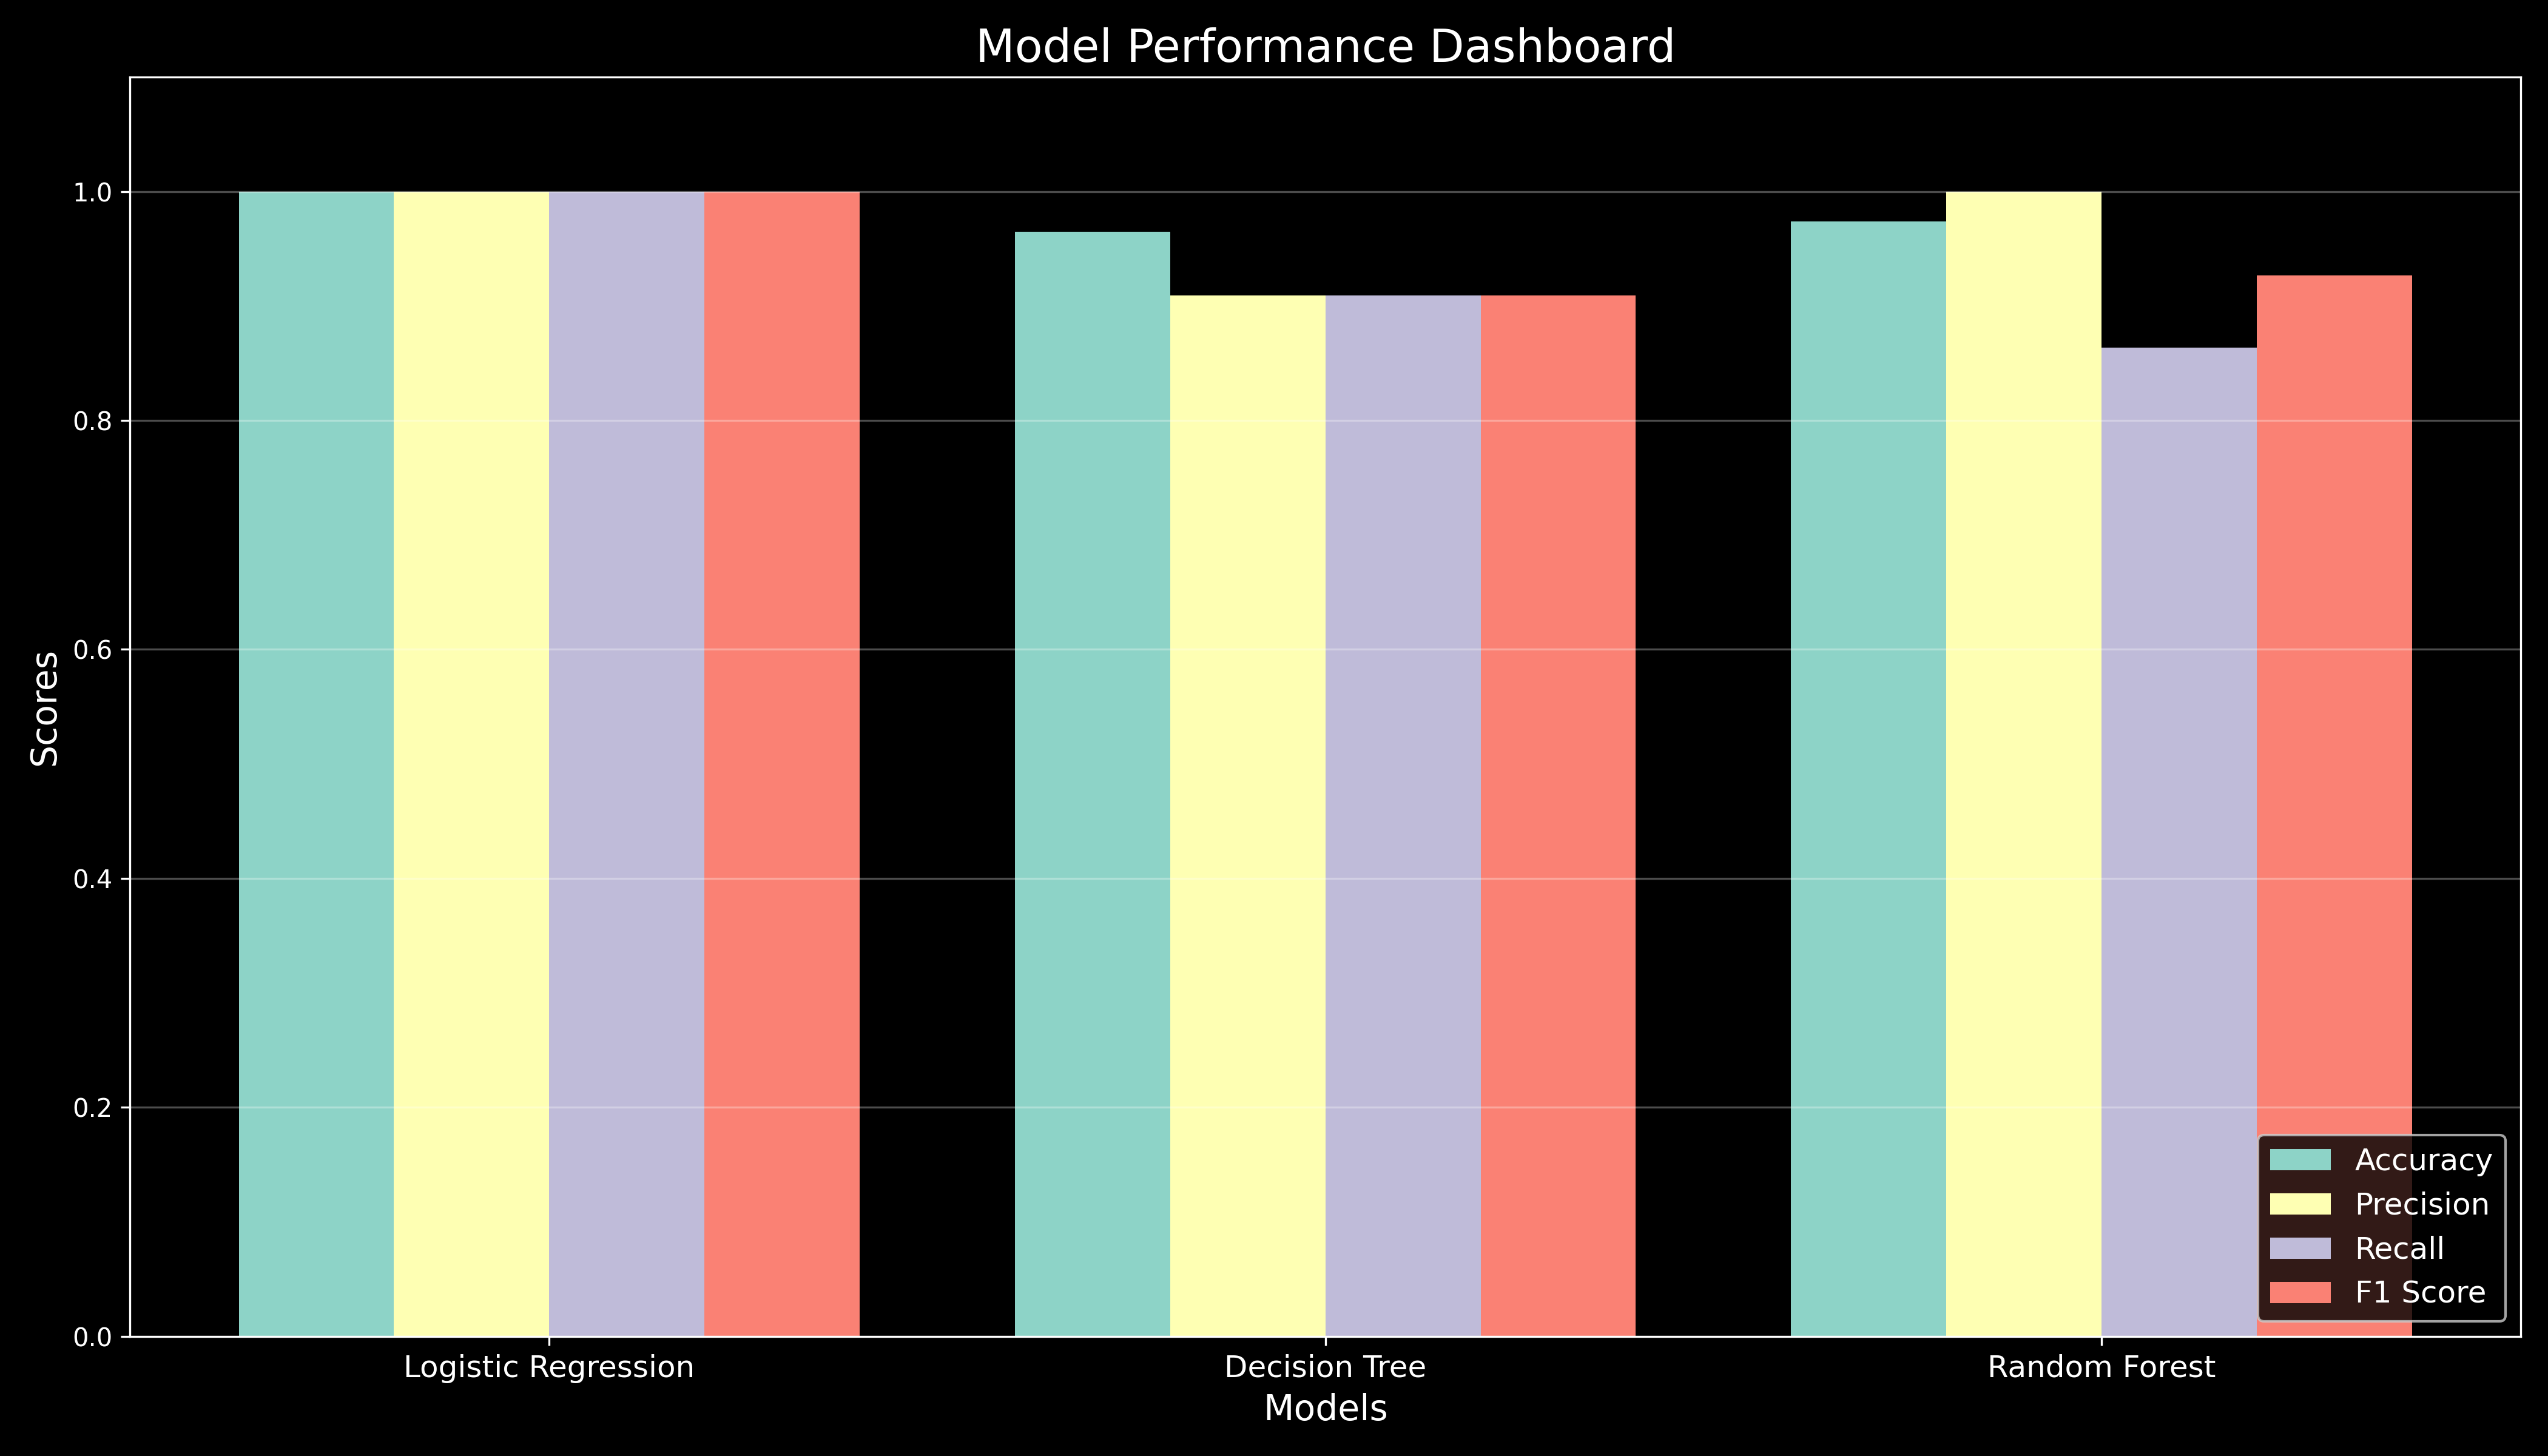 Model Performance Dashboard
1.0
0.8
0.6
0.4
0.2
0.0
Scores
Accuracy
Precision
Recall
F1 Score
Logistic Regression
Decision Tree
Random Forest
Models